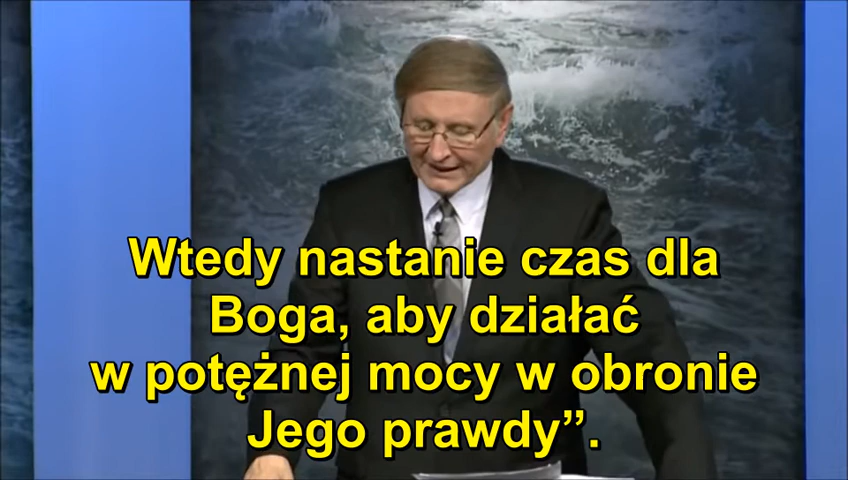 Wtedy nastanie czas dla
Boga, aby działać
w potężnej mocy w obronie
Jego prawdy”.